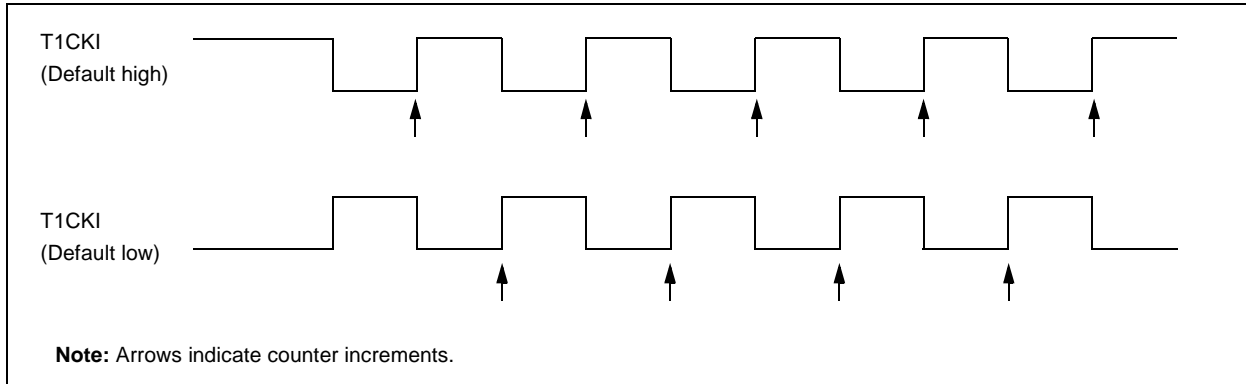 T1CKI
(Default high)
T1CKI
(Default low)
Note: Arrows indicate counter increments.